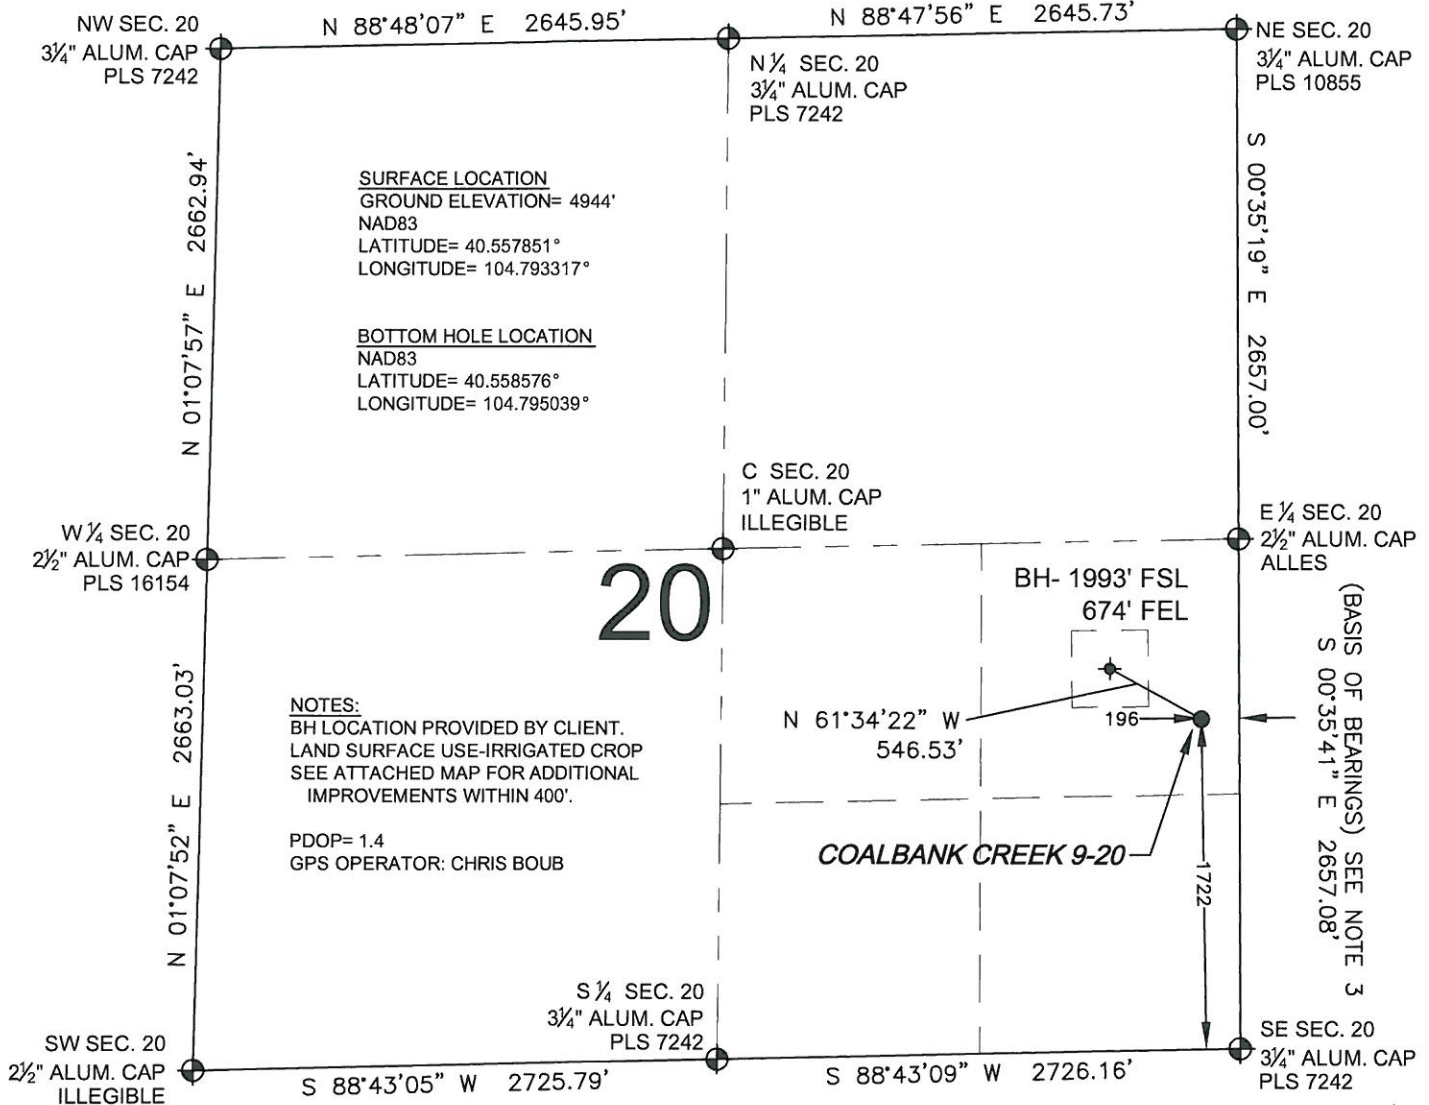 N 88°48'07" E 2645.95'
N 88°47'56" E 2645.73'
NW SEC. 20
3¼" ALUM. CAP
PLS 7242
N ¼ SEC. 20
3¼" ALUM. CAP
PLS 7242
NE SEC. 20
3¼" ALUM. CAP
PLS 10855
N 01°07'57" E 2662.94'
SURFACE LOCATION
GROUND ELEVATION= 4944'
NAD83
LATITUDE= 40.557851°
LONGITUDE= 104.793317°
BOTTOM HOLE LOCATION
NAD83
LATITUDE= 40.558576°
LONGITUDE= 104.795039°
S 00°35'19" E 2657.00'
W ¼ SEC. 20
2½" ALUM. CAP
PLS 16154
C SEC. 20
1" ALUM. CAP
ILLEGIBLE
E ¼ SEC. 20
2½" ALUM. CAP
ALLES
20
BH- 1993' FSL
674' FEL
N 61°34'22" W
546.53'
196
(BASIS OF BEARINGS) SEE NOTE 3
S 00°35'41" E 2657.08'
N 01°07'52" E 2663.03'
NOTES:
BH LOCATION PROVIDED BY CLIENT.
LAND SURFACE USE-IRRIGATED CROP
SEE ATTACHED MAP FOR ADDITIONAL
IMPROVEMENTS WITHIN 400'.
PDOP= 1.4
GPS OPERATOR: CHRIS BOUB
COALBANK CREEK 9-20
1722
SW SEC. 20
2½" ALUM. CAP
ILLEGIBLE
S ¼ SEC. 20
3¼" ALUM. CAP
PLS 7242
SE SEC. 20
3¼" ALUM. CAP
PLS 7242
S 88°43'05" W 2725.79'
S 88°43'09" W 2726.16'